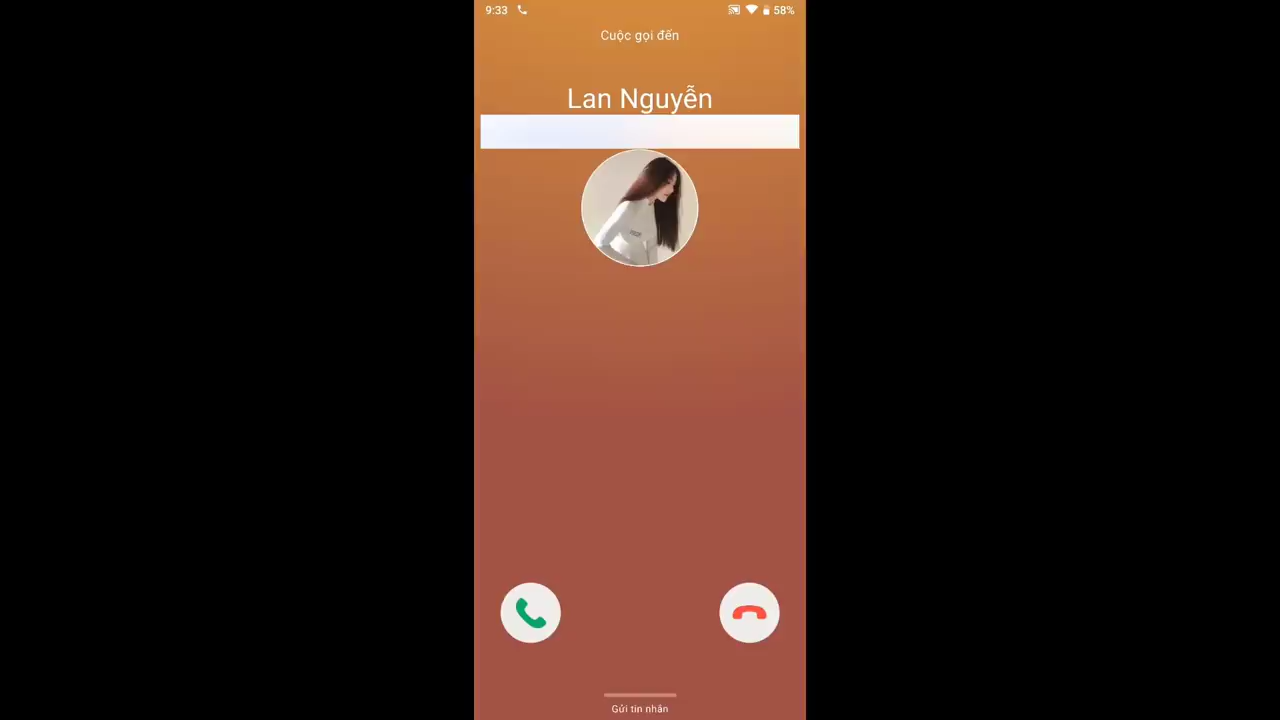 9:33
58%
Cuộc gọi đến
Lan Nguyễn
Gửi tin nhắn